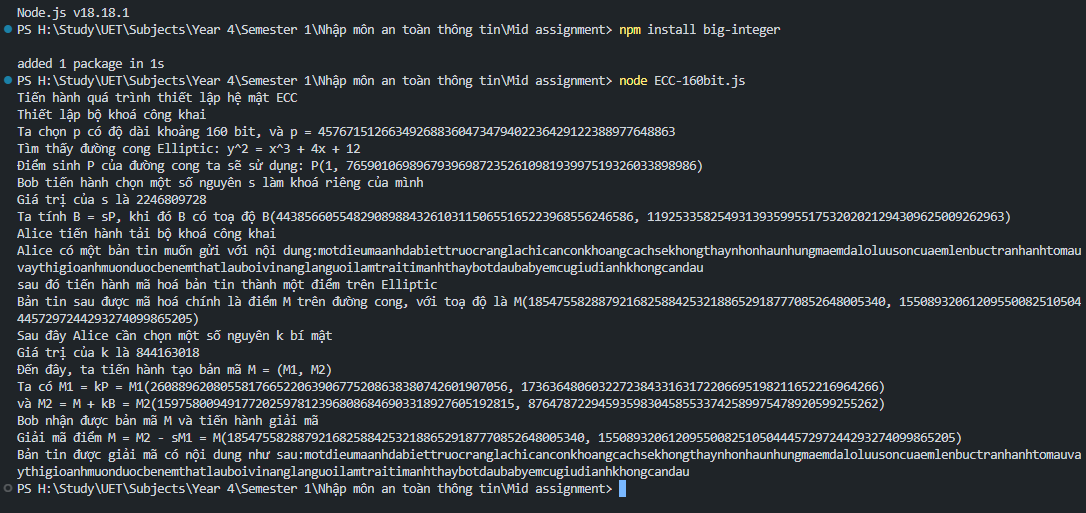 Node.js v18.18.1
PS H:\Study\UET\Subjects\Year 4\Semester 1\Nhập môn an toàn thông tin\Mid assignment> npm install big-integer
added 1 package in 1s
PS H:\Study\UET\Subjects\Year 4\Semester 1\Nhập môn an toàn thông tin\Mid assignment> node ECC-160bit.js
Tiến hành quá trình thiết lập hệ mật ECC
Thiết lập bộ khoá công khai
Ta chọn p có độ dài khoảng 160 bit, và p = 457671512663492688360473479402236429122388977648863
Tìm thấy đường cong Elliptic: y^2 = x^3 + 4x + 12
Điểm sinh P của đường cong ta sẽ sử dụng: P(1, 76590106989679396987235261098193997519326033898986)
Bob tiến hành chọn một số nguyên s làm khoá riêng của mình
Giá trị của s là 2246809728
Ta tính B = sP, khi đó B có toạ độ B(443856605548290898843261031150655165223968556246586, 119253358254931393599551753202021294309625009262963)
Alice tiến hành tải bộ khoá công khai
Alice có một bản tin muốn gửi với nội dung:motdieumaanhdabiettruocranglachicanconkhoangcachsekhongthaynhonhaunhungmaemdaloluusoncuaemlenbuctranhanhtomau
vaythigioanhmuonduocbenemthatlauboivinanglanguoilamtraitimanhthaybotdaubabyemcugiudianhkhongcandau
sau đó tiến hành mã hoá bản tin thành một điểm trên Elliptic
Bản tin sau được mã hoá chính là điểm M trên đường cong, với toạ độ là M(185475582887921682588425321886529187770852648005340, 1550893206120955008251050​4
44572972442932740998​65205)
Sau đây Alice cần chọn một số nguyên k bí mật
Giá trị của k là 844163018
Đến đây, ta tiến hành tạo bản mã M = (M1, M2)
Ta có M1 = kP = M1(260889620805581766522063906775208638380742601907056, 173636480603227238433163172206695198211652216964266)
và M2 = M + kB = M2(159758009491772025978123968086846903318927605192815, 87647872294593598304585533742589975478920599255262)
Bob nhận được bản mã M và tiến hành giải mã
Giải mã điểm M = M2 - sM1 = M(185475582887921682588425321886529187770852648005340, 155089320612095500825105044457297244293274099865205)
Bản tin được giải mã có nội dung như sau:motdieumaanhdabiettruocranglachicanconkhoangcachsekhongthaynhonhaunhungmaemdaloluusoncuaemlenbuctranhanhtomauva
ythigioanhmuonduocbenemthatlauboivinanglanguoilamtraitimanhthaybotdaubabyemcugiudianhkhongcandau
PS H:\Study\UET\Subjects\Year 4\Semester 1\Nhập môn an toàn thông tin\Mid assignment>